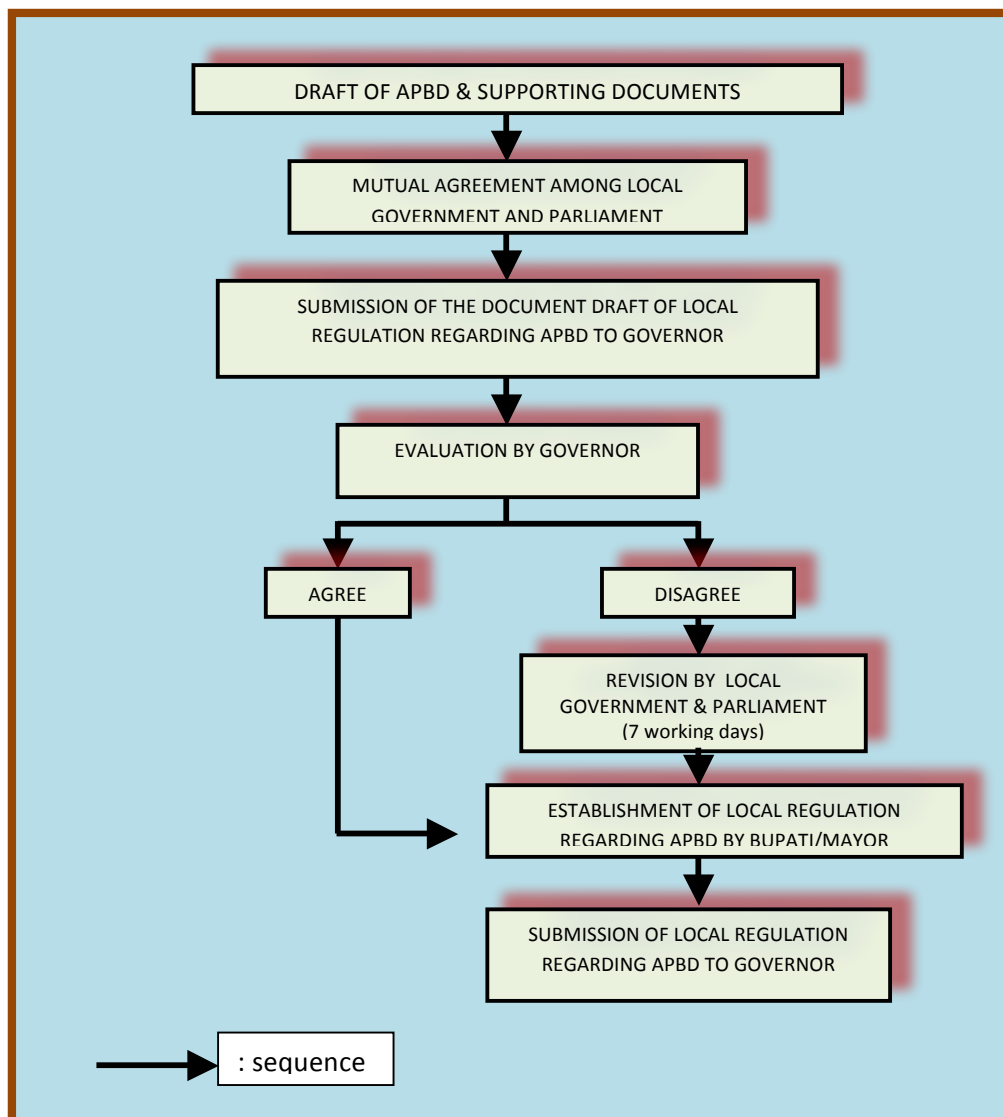 DRAFT OF APBD & SUPPORTING DOCUMENTS
MUTUAL AGREEMENT AMONG LOCAL
GOVERNMENT AND PARLIAMENT
SUBMISSION OF THE DOCUMENT DRAFT OF LOCAL
REGULATION REGARDING APBD TO GOVERNOR
EVALUATION BY GOVERNOR
AGREE
DISAGREE
REVISION BY LOCAL
GOVERNMENT & PARLIAMENT
(7 working days)
ESTABLISHMENT OF LOCAL REGULATION
REGARDING APBD BY BUPATI/MAYOR
SUBMISSION OF LOCAL REGULATION
REGARDING APBD TO GOVERNOR
: sequence